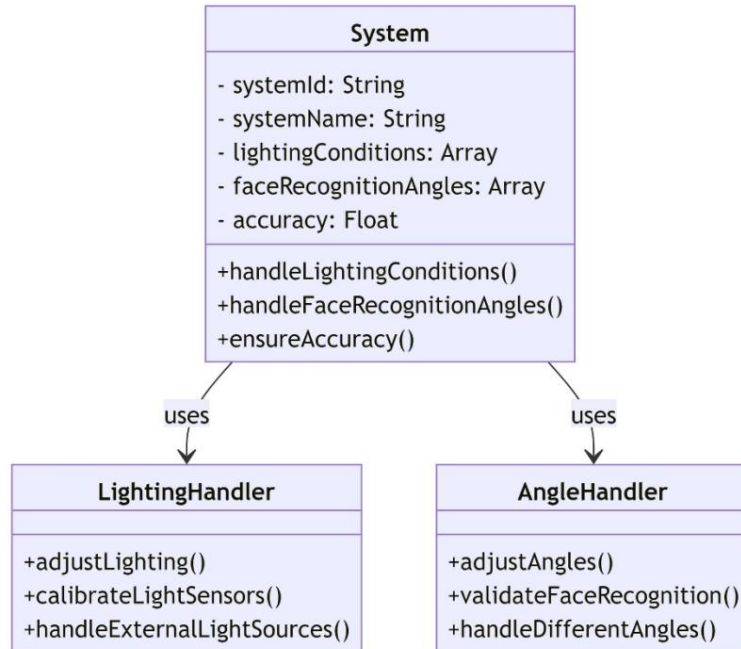 System
- systemId: String
- systemName: String
- lightingConditions: Array
- faceRecognitionAngles: Array
- accuracy: Float
+handleLightingConditions()
+handleFaceRecognitionAngles()
+ensureAccuracy()
uses
uses
LightingHandler
+adjustLighting()
+calibrateLightSensors()
+handleExternalLightSources()
AngleHandler
+adjustAngles()
+validateFaceRecognition()
+handleDifferentAngles()